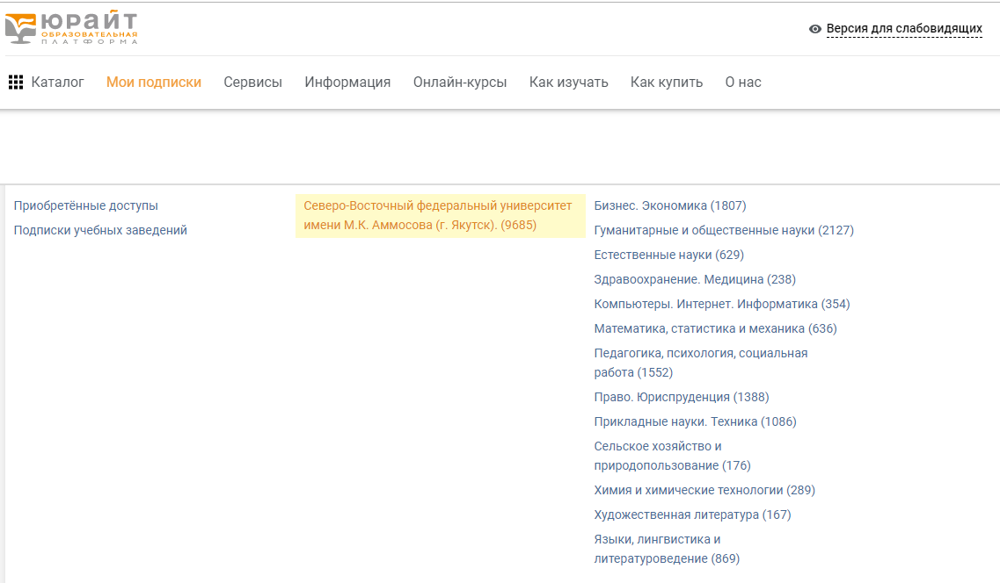 юрайт
ОБРАЗОВАТЕЛЬНАЯ
ПЛАТФОРМА
Версия для слабовидящих
Каталог
Мои подписки
Сервисы
Информация
Онлайн-курсы
Как изучать
Как купить
О нас
Приобретённые доступы
Подписки учебных заведений
Северо-Восточный федеральный университет
имени М.К. Аммосова (г. Якутск). (9685)
Бизнес. Экономика (1807)
Гуманитарные и общественные науки (2127)
Естественные науки (629)
Здравоохранение. Медицина (238)
Компьютеры. Интернет. Информатика (354)
Математика, статистика и механика (636)
Педагогика, психология, социальная
работа (1552)
Право. Юриспруденция (1388)
Прикладные науки. Техника (1086)
Сельское хозяйство и
природопользование (176)
Химия и химические технологии (289)
Художественная литература (167)
Языки, лингвистика и
литературоведение (869)